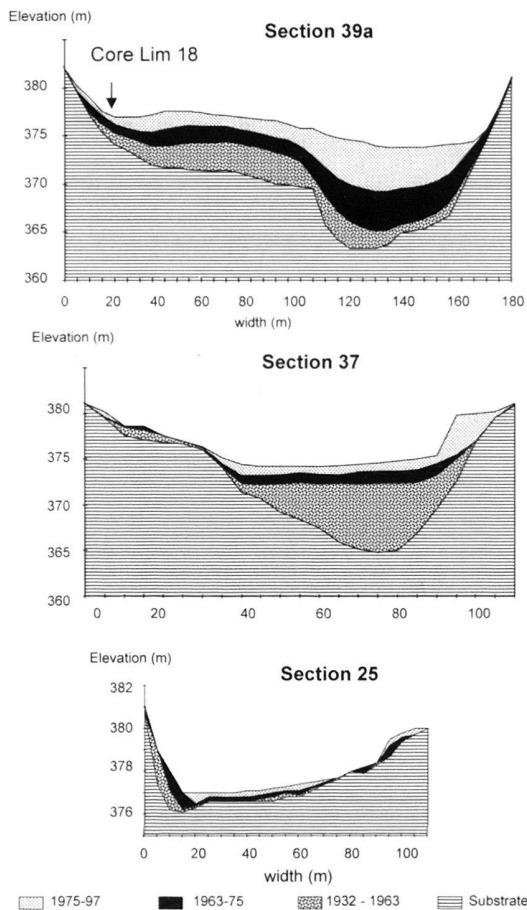 Elevation (m)
Section 39a
Core Lim 18
380
375
370
365
360
0 20 40 60 80 100 120 140 160 180
width (m)
Elevation (m)
Section 37
380
375
370
365
360
0 20 40 60 80 100
Elevation (m)
Section 25
382
380
378
376
0 20 40 60 80 100
width (m)
1975-97 1963-75 1932 - 1963 Substrate